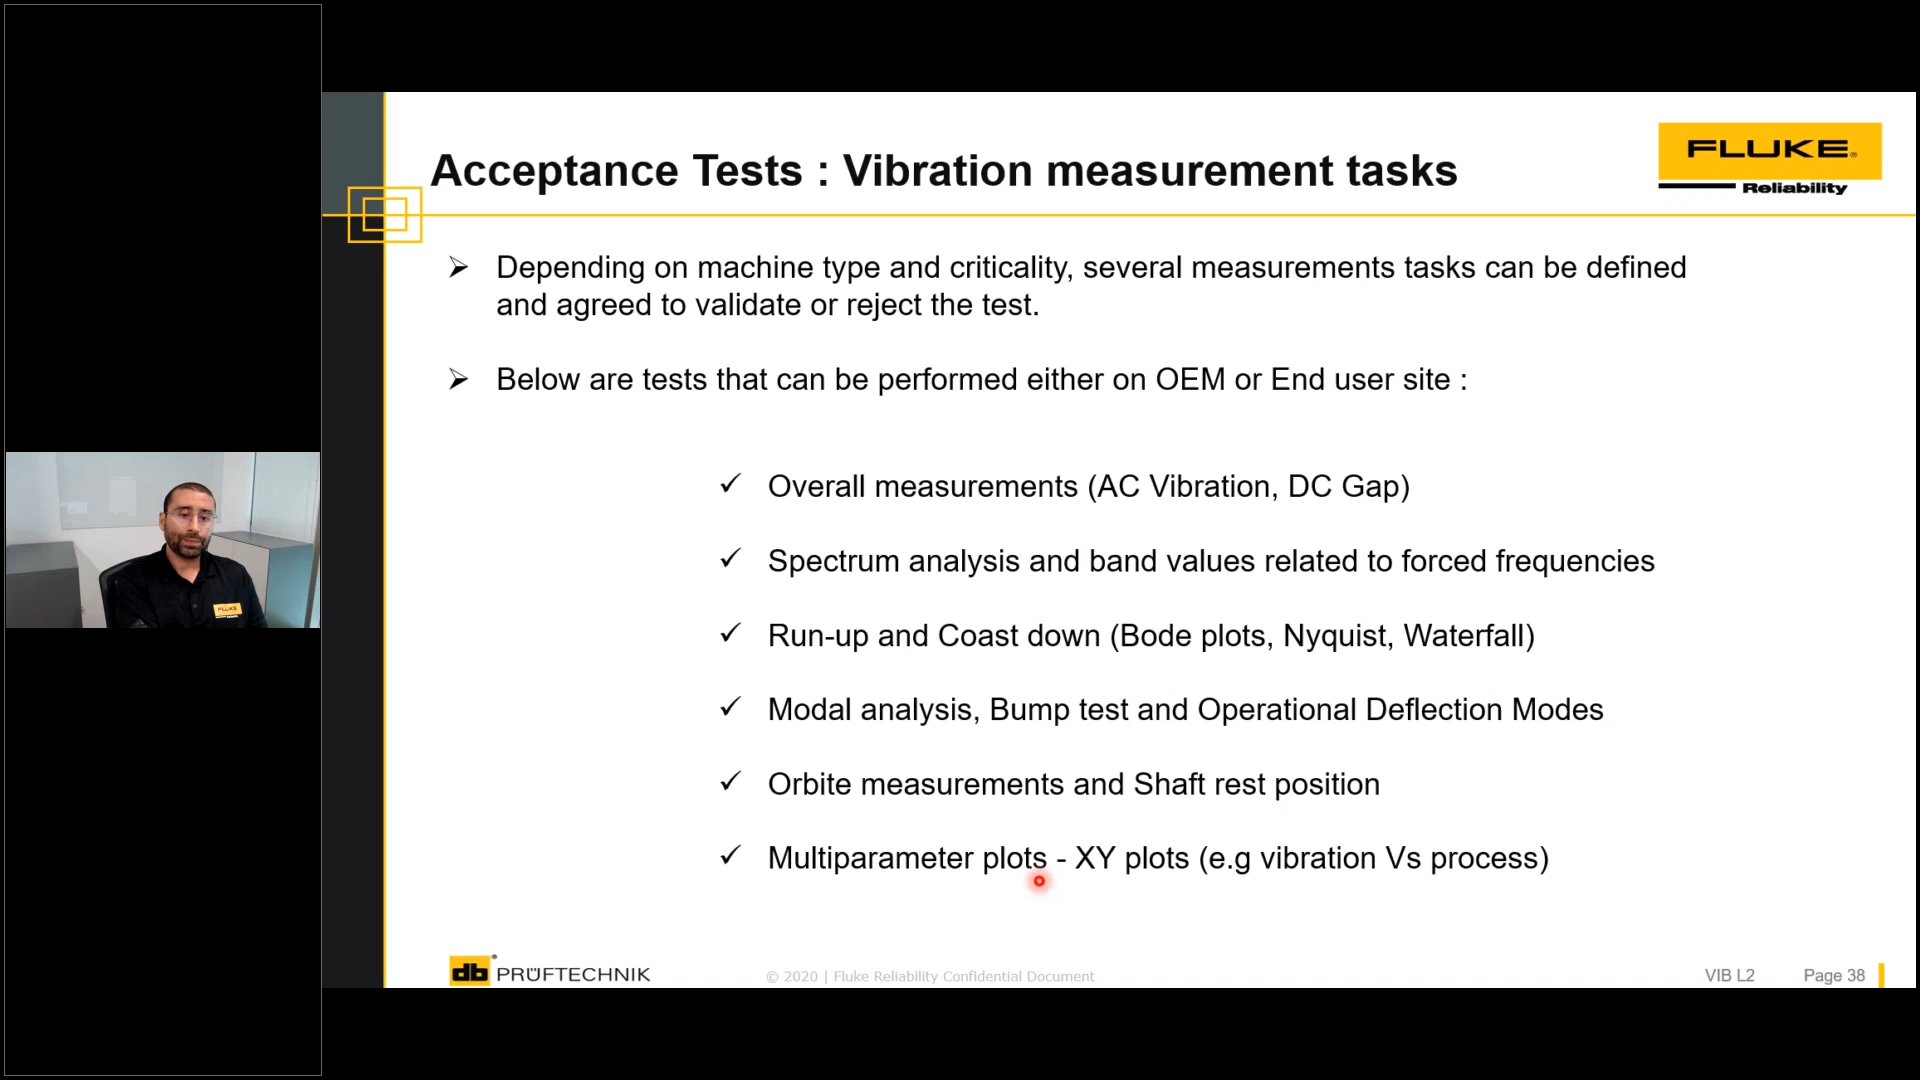 Acceptance Tests : Vibration measurement tasks
FLUKE®
Reliability
➢ Depending on machine type and criticality, several measurements tasks can be defined
and agreed to validate or reject the test.
➢ Below are tests that can be performed either on OEM or End user site :
✓ Overall measurements (AC Vibration, DC Gap)
✓ Spectrum analysis and band values related to forced frequencies
✓ Run-up and Coast down (Bode plots, Nyquist, Waterfall)
✓ Modal analysis, Bump test and Operational Deflection Modes
✓ Orbite measurements and Shaft rest position
✓ Multiparameter plots - XY plots (e.g vibration Vs process)
FLUKE
db PRÜFTECHNIK
© 2020 | Fluke Reliability Confidential Document
VIB L2
Page 38